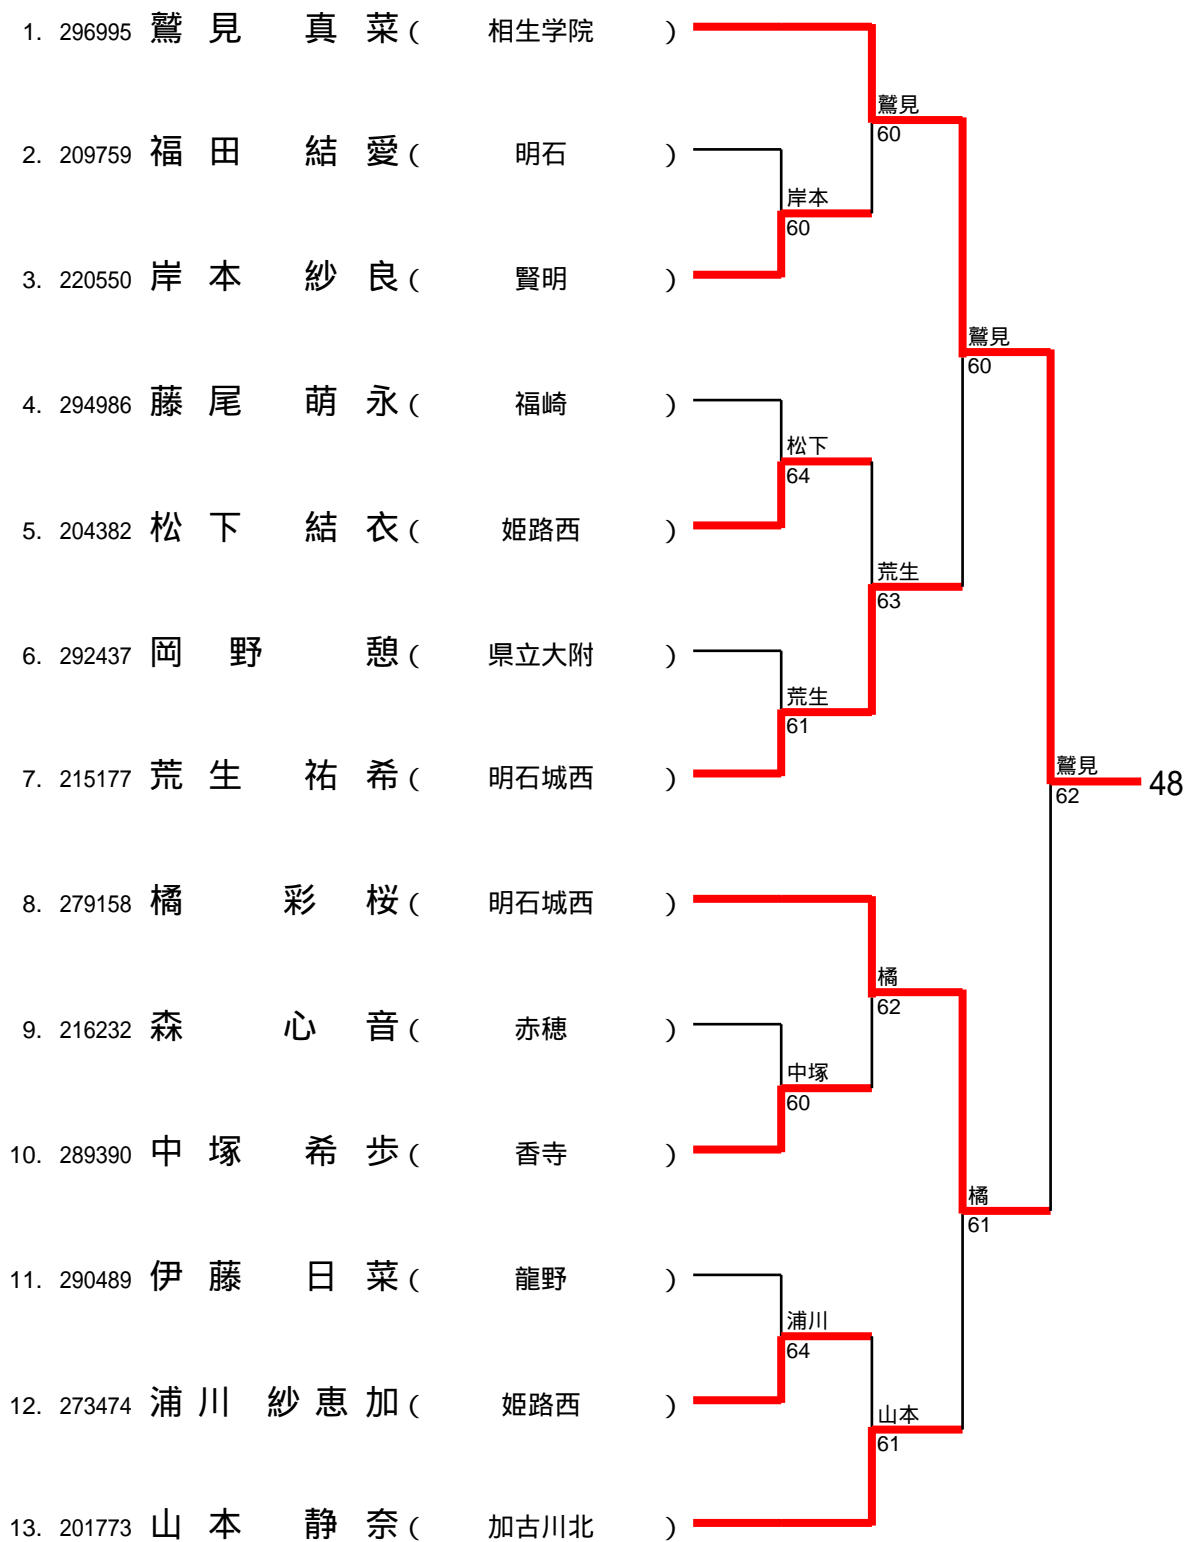 1. 296995 鷲見 真菜 ( 相生学院 )
鷲見
60
2. 209759 福田 結愛 ( 明石 )
岸本
60
3. 220550 岸本 紗良 ( 賢明 )
鷲見
60
4. 294986 藤尾 萌永 ( 福崎 )
松下
64
5. 204382 松下 結衣 ( 姫路西 )
荒生
63
6. 292437 岡野 憩 ( 県立大附 )
荒生
61
7. 215177 荒生 祐希 ( 明石城西 )
鷲見
62
48
8. 279158 橘 彩桜 ( 明石城西 )
橘
62
9. 216232 森 心音 ( 赤穂 )
中塚
60
10. 289390 中塚 希歩 ( 香寺 )
橘
61
11. 290489 伊藤 日菜 ( 龍野 )
浦川
64
12. 273474 浦川 紗恵加 ( 姫路西 )
山本
61
13. 201773 山本 静奈 ( 加古川北 )